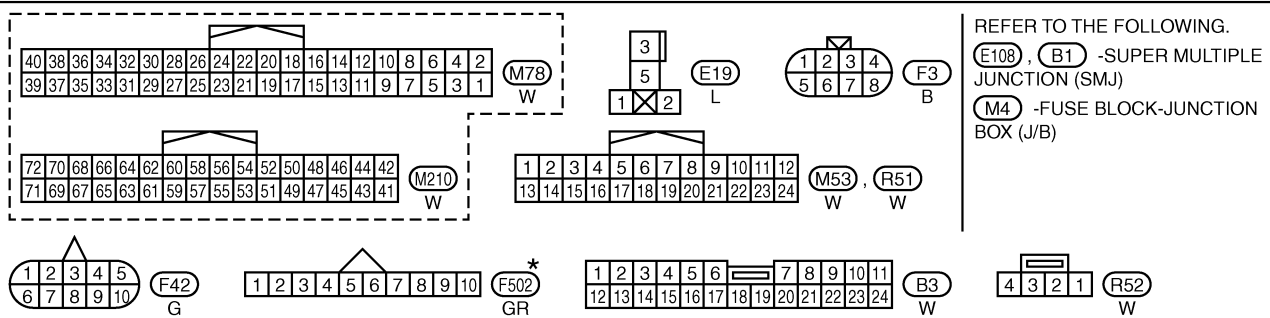 40 38 36 34 32 30 28 26 24 22 20 18 16 14 12 10 8 6 4 2
39 37 35 33 31 29 27 25 23 21 19 17 15 13 11 9 7 5 3 1
M78
W
3
5
1 2
E19
L
1 2 3 4
5 6 7 8
F3
B
REFER TO THE FOLLOWING.
E108 , B1 -SUPER MULTIPLE
JUNCTION (SMJ)
M4 -FUSE BLOCK-JUNCTION
BOX (J/B)
72 70 68 66 64 62 60 58 56 54 52 50 48 46 44 42
71 69 67 65 63 61 59 57 55 53 51 49 47 45 43 41
M210
W
1 2 3 4 5 6 7 8 9 10 11 12
13 14 15 16 17 18 19 20 21 22 23 24
M53 , R51
W W
1 2 3 4 5
6 7 8 9 10
F42
G
1 2 3 4 5 6 7 8 9 10
*
F502
GR
1 2 3 4 5 6 7 8 9 10 11
12 13 14 15 16 17 18 19 20 21 22 23 24
B3
W
4 3 2 1
R52
W